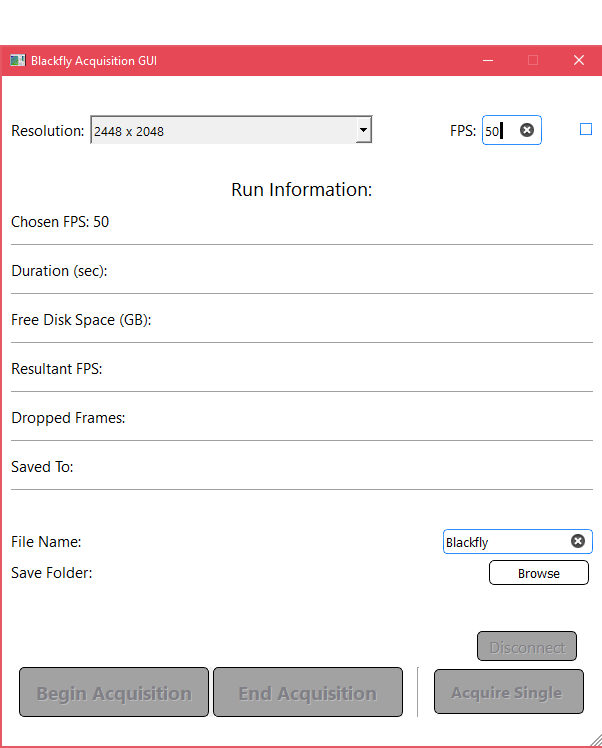 Blackfly Acquisition GUI
Resolution: 2448 x 2048 FPS: 50
Run Information:
Chosen FPS: 50
Duration (sec):
Free Disk Space (GB):
Resultant FPS:
Dropped Frames:
Saved To:
File Name: Blackfly
Save Folder: Browse
Disconnect
Begin Acquisition End Acquisition Acquire Single